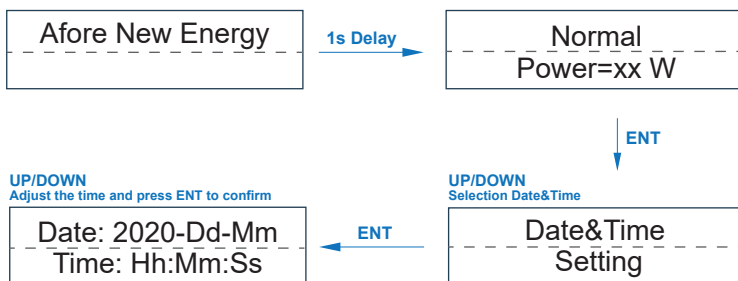 Afore New Energy
1s Delay
Normal
Power=xx W
ENT
UP/DOWN
Selection Date&Time
Date&Time
Setting
ENT
UP/DOWN
Adjust the time and press ENT to confirm
Date: 2020-Dd-Mm
Time: Hh:Mm:Ss